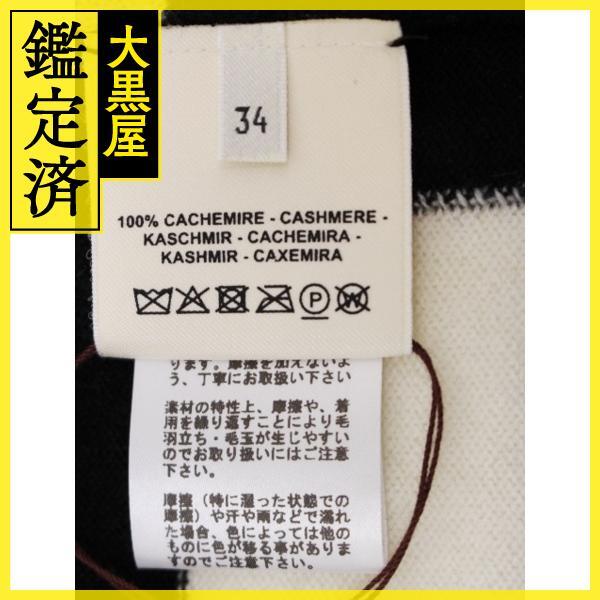 鑑定済
大黒屋
34
100% CACHEMIRE - CASHMERE -
KASCHMIR - CACHEMIRA -
KASHMIR - CAXEMIRA
P
W
ります。摩擦を加えないよ
う、丁寧にお取扱い下さい
素材の特性上、摩擦や、着
用を繰り返すことにより毛
羽立ち・毛玉が生じやすい
のでお取り扱いにはご注意
下さい。
摩擦（特に湿った状態での
摩擦）や汗や雨などで濡れ
た場合、色によっては他の
ものに色が移る事がありま
すのでご注意下さい